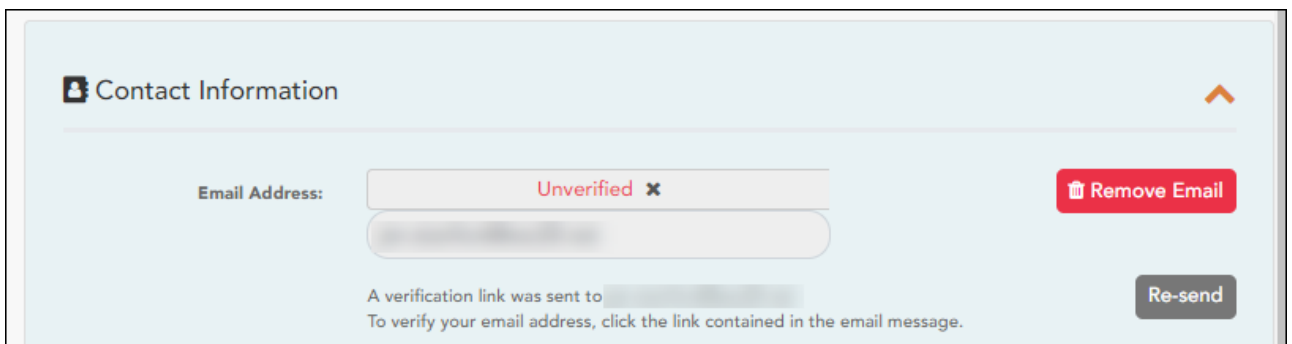 Contact Information
Email Address:
Unverified ✖
Remove Email
A verification link was sent to
Re-send
To verify your email address, click the link contained in the email message.